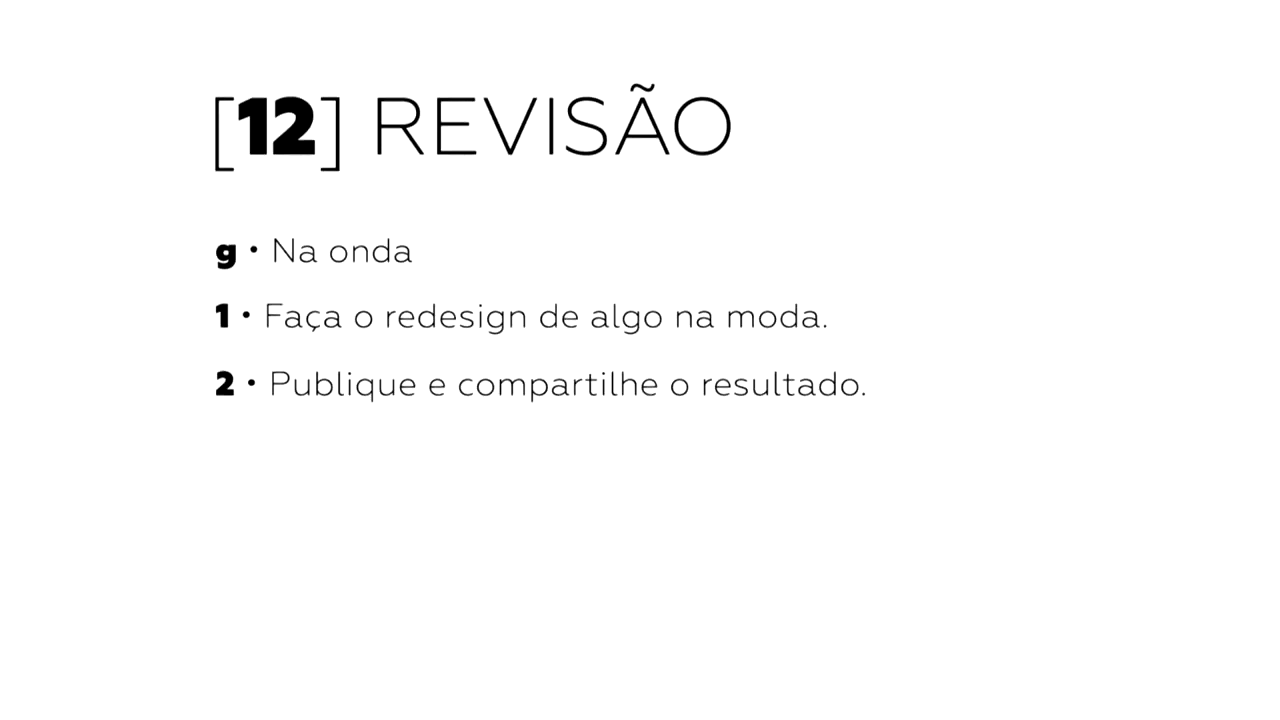 [12] REVISÃO
g • Na onda
1 • Faça o redesign de algo na moda.
2 • Publique e compartilhe o resultado.